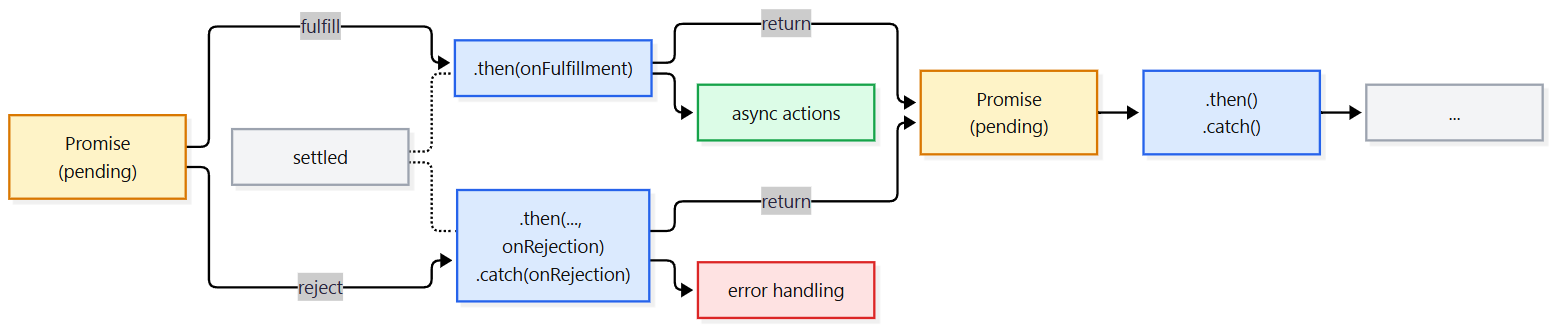 fulfill
return
.then(onFulfillment)
async actions
Promise
(pending)
settled
Promise
(pending)
.then()
.catch()
...
return
.then(...,
onRejection)
.catch(onRejection)
reject
error handling